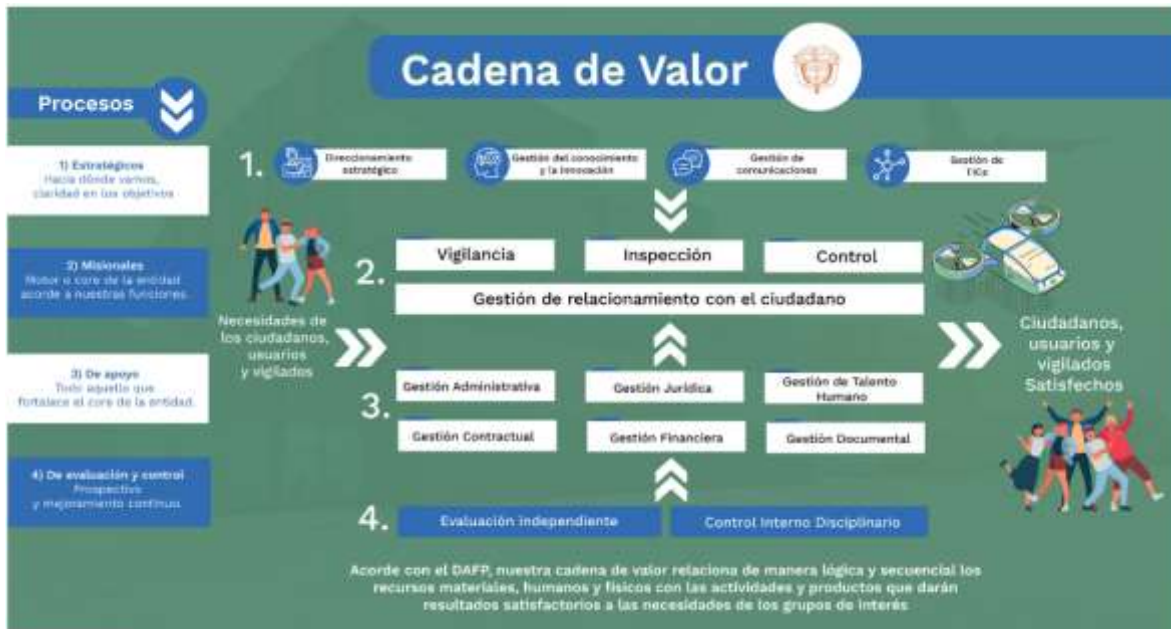 Cadena de Valor
Procesos
1) Estratégicos
Hacia dónde vamos,
claridad en los objetivos
2) Misionales
Motor o core de la entidad
acorde a nuestras funciones.
3) De apoyo
Todo aquello que
fortalece el core de la entidad.
4) De evaluación y control
Prospectivo
y mejoramiento continuo.
1.
Direccionamiento
estratégico
Gestión del conocimiento
y la innovación
Gestión de
comunicaciones
Gestión de
TICs
2.
Vigilancia
Inspección
Control
Gestión de relacionamiento con el ciudadano
Necesidades de
los ciudadanos,
usuarios
y vigilados
3.
Gestión Administrativa
Gestión Jurídica
Gestión de Talento
Humano
Gestión Contractual
Gestión Financiera
Gestión Documental
4.
Evaluación independiente
Control Interno Disciplinario
Ciudadanos,
usuarios y
vigilados
Satisfechos
Acorde con el DAFP, nuestra cadena de valor relaciona de manera lógica y secuencial los
recursos materiales, humanos y físicos con las actividades y productos que darán
resultados satisfactorios a las necesidades de los grupos de interés